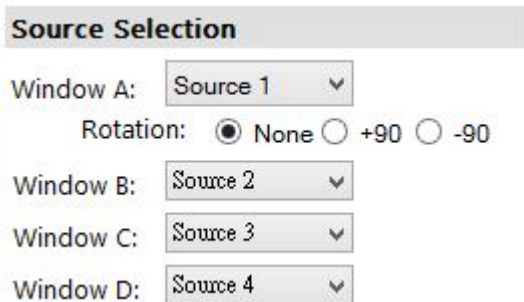 Source Selection
Window A: Source 1
Rotation: None +90 -90
Window B: Source 2
Window C: Source 3
Window D: Source 4